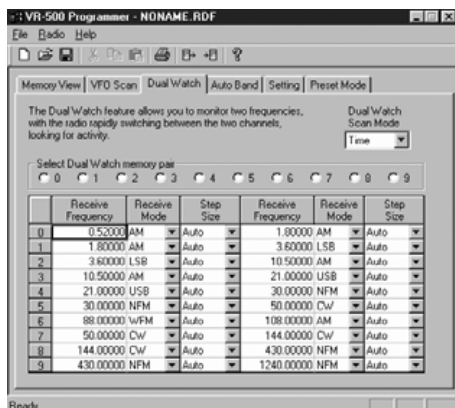 VR-500 Programmer - NONAME.RDF
File Radio Help
Memory View VFO Scan Dual Watch Auto Band Setting Preset Mode
The Dual Watch feature allows you to monitor two frequencies, with the radio rapidly switching between the two channels, looking for activity.
Dual Watch Scan Mode
Time
Select Dual Watch memory pair
0 1 2 3 4 5 6 7 8 9
Receive Frequency Receive Mode Step Size Receive Frequency Receive Mode Step Size
0 0.52000 AM Auto 1.80000 AM Auto
1 1.80000 AM Auto 3.60000 LSB Auto
2 3.60000 LSB Auto 10.50000 AM Auto
3 10.50000 AM Auto 21.00000 USB Auto
4 21.00000 USB Auto 30.00000 NFM Auto
5 30.00000 NFM Auto 50.00000 CW Auto
6 88.00000 WFM Auto 108.00000 AM Auto
7 50.00000 CW Auto 144.00000 CW Auto
8 144.00000 CW Auto 430.00000 NFM Auto
9 430.00000 NFM Auto 1240.00000 NFM Auto
Ready